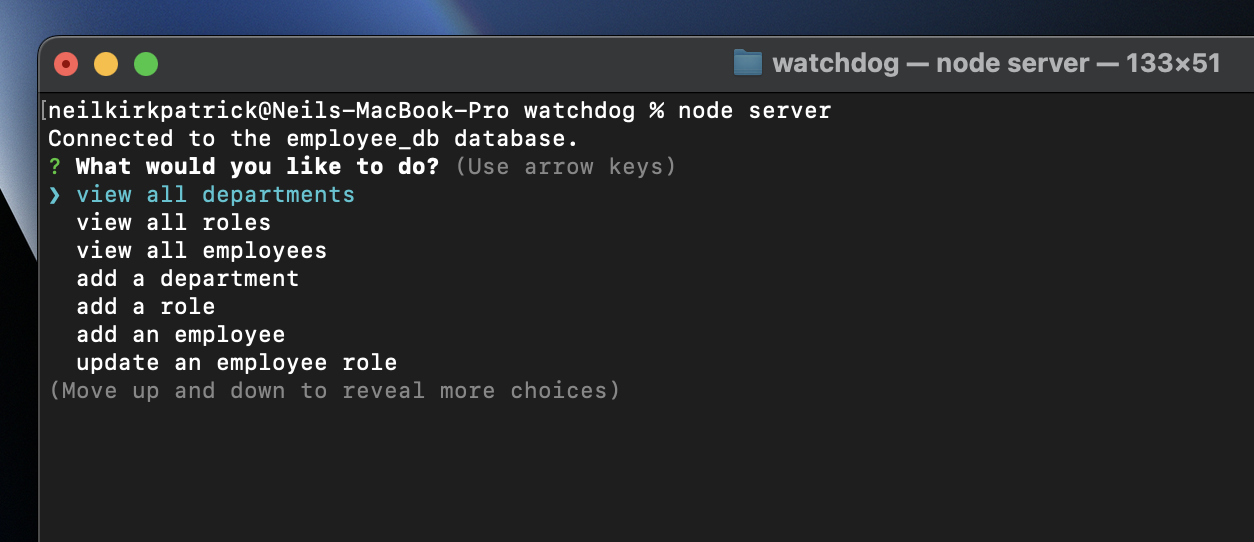 watchdog — node server — 133×51
[neilkirkpatrick@Neils-MacBook-Pro watchdog % node server
Connected to the employee_db database.
? What would you like to do? (Use arrow keys)
❯ view all departments
view all roles
view all employees
add a department
add a role
add an employee
update an employee role
(Move up and down to reveal more choices)